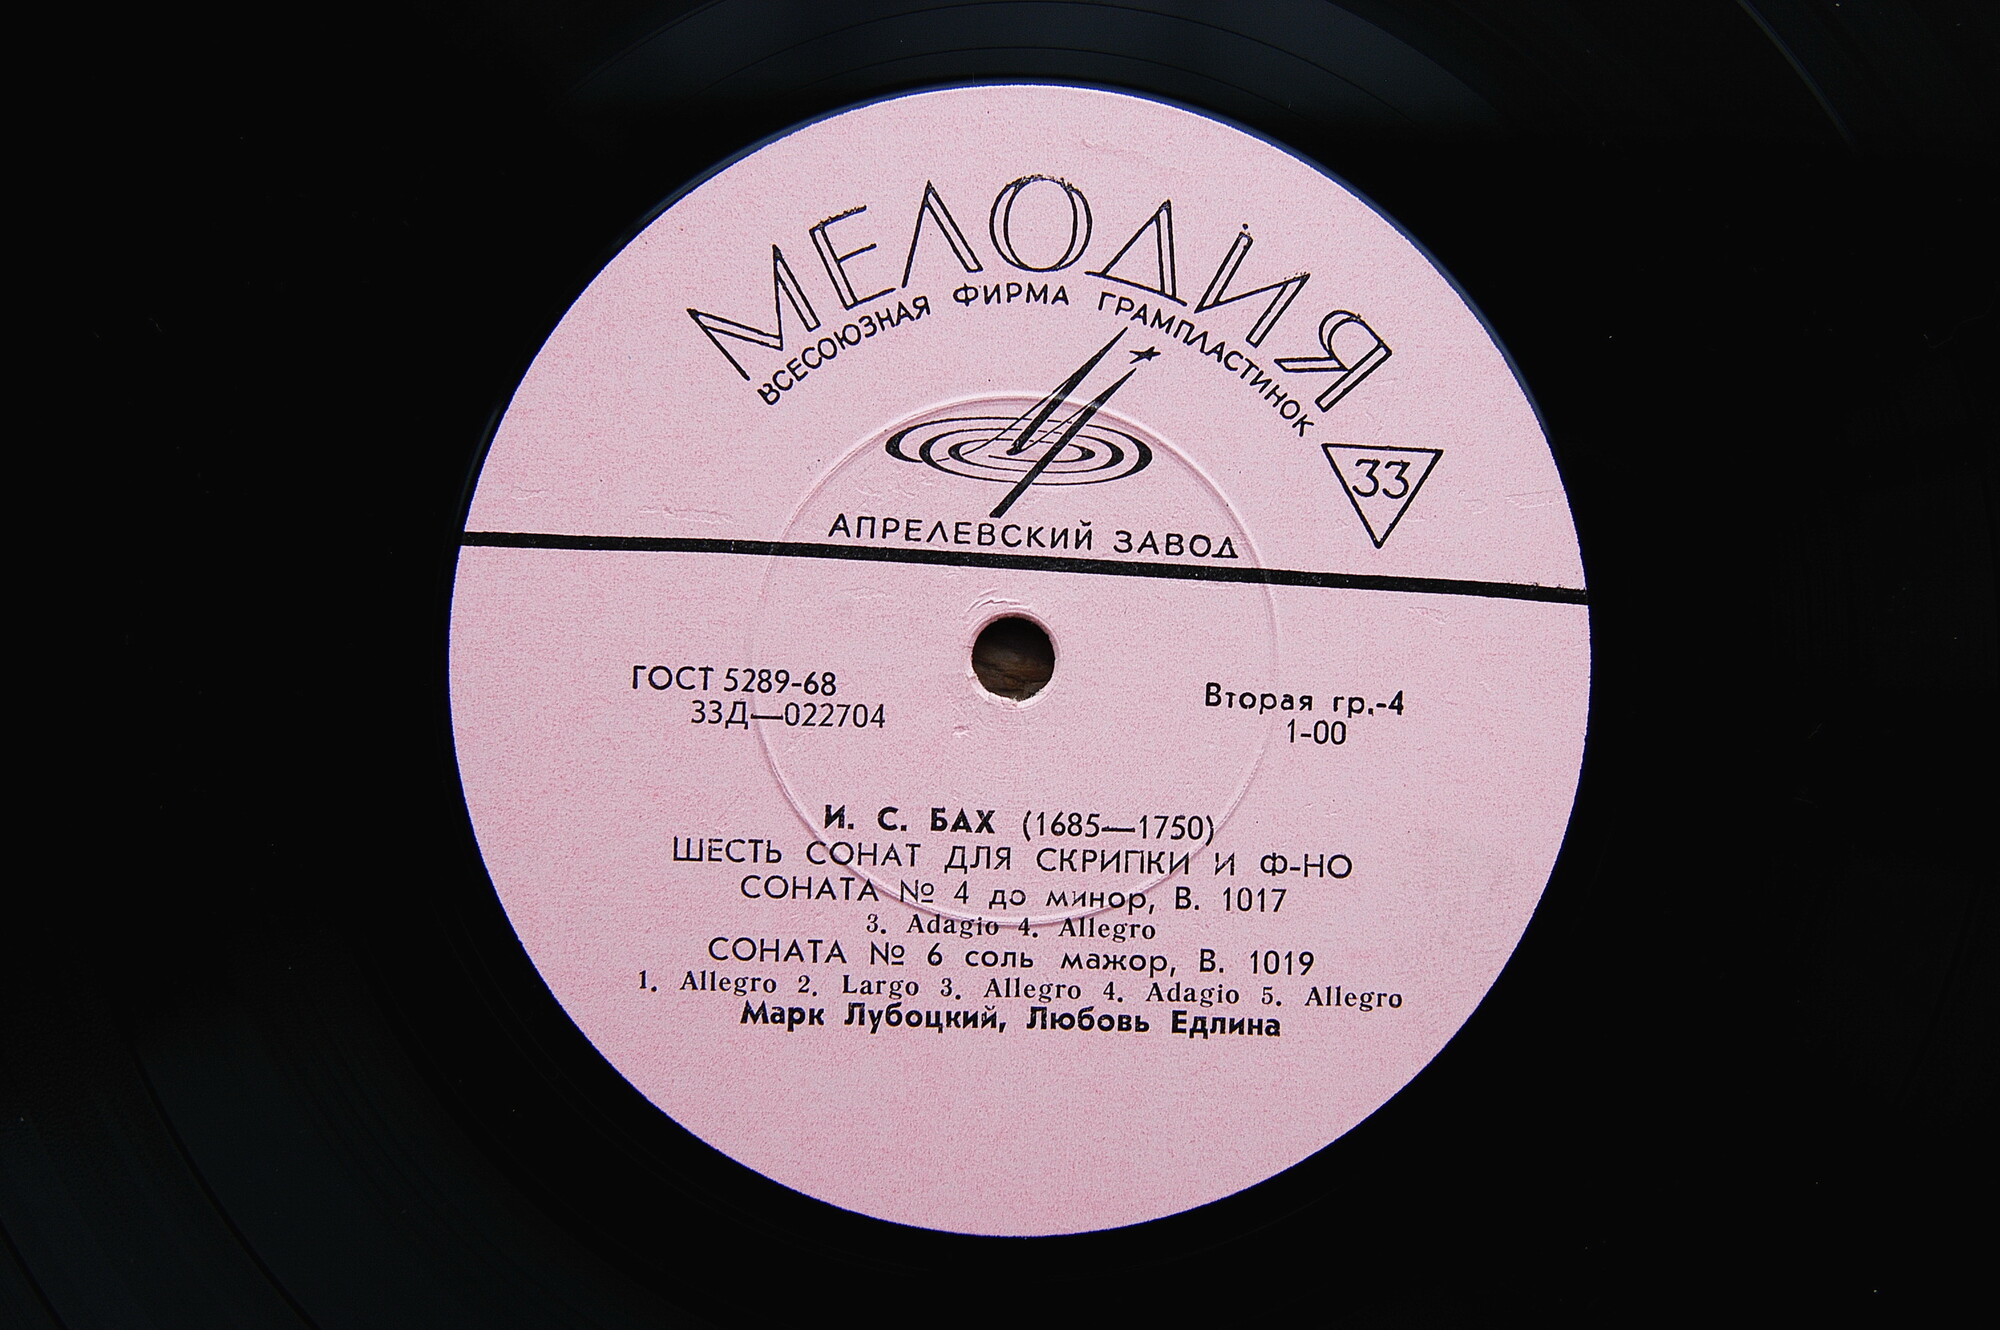 МЕЛОДИЯ
ВСЕСОЮЗНАЯ ФИРМА ГРАМПЛАСТИНОК
33
АПРЕЛЕВСКИЙ ЗАВОД
ГОСТ 5289-68
33Д—022704
Вторая гр.-4
1-00
И. С. БАХ (1685—1750)
ШЕСТЬ СОНАТ ДЛЯ СКРИПКИ И Ф-НО
СОНАТА № 4 до минор, В. 1017
3. Adagio 4. Allegro
СОНАТА № 6 соль мажор, В. 1019
1. Allegro 2. Largo 3. Allegro 4. Adagio 5. Allegro
Марк Лубоцкий, Любовь Едлина